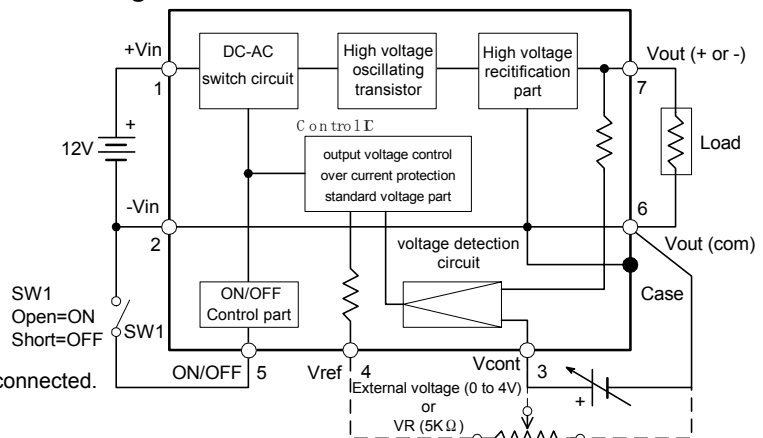 +Vin
1
DC-AC
switch circuit
High voltage
oscillating
transistor
High voltage
recitification
part
Vout (+ or -)
7
+
12V
Control IC
output voltage control
over current protection
standard voltage part
Load
-Vin
2
6
Vout (com)
voltage detection
circuit
Case
SW1
Open=ON
Short=OFF
SW1
ON/OFF
Control part
connected.
ON/OFF
5
Vref
4
Vcont
3
External voltage (0 to 4V)
or
VR (5KΩ)
+